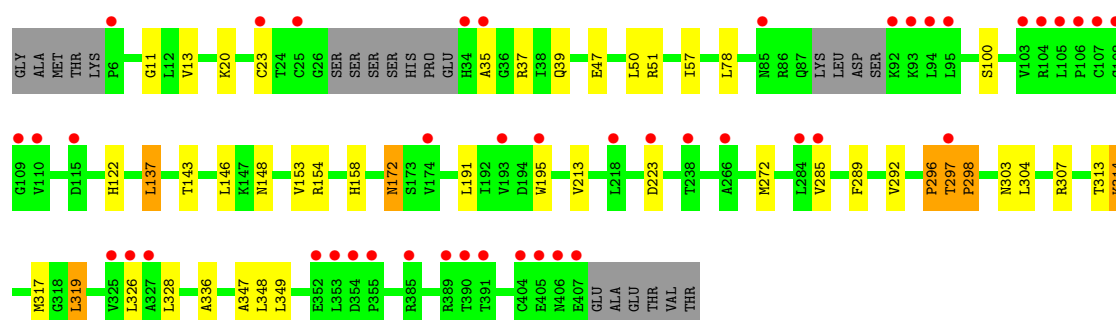 GLY ALA MET THR LYS P6 G11 L12 V13 K20 C23 T24 C25 G26 SER SER SER SER HIS PRO GLU H34 A35 G36 R37 I38 Q39 E47 L50 R51 I57 L78 N85 R86 Q87 LYS LEU ASP SER K92 K93 L94 L95 S100 V103 R104 L105 P106 C107
G109 V110 D115 H122 L137 T143 L146 K147 N148 V153 R154 H158 N172 S173 V174 L191 I192 V193 D194 W195 V213 L218 D223 T238 A266 M272 L284 V285 F289 V292 P296 T297 P298 N303 L304 R307 T313
M317 G318 L319 V325 L326 A327 L328 A336 A347 L348 L349 E352 L353 D354 P355 R385 R389 T390 T391 C404 E405 N406 E407 GLU ALA GLU THR VAL THR